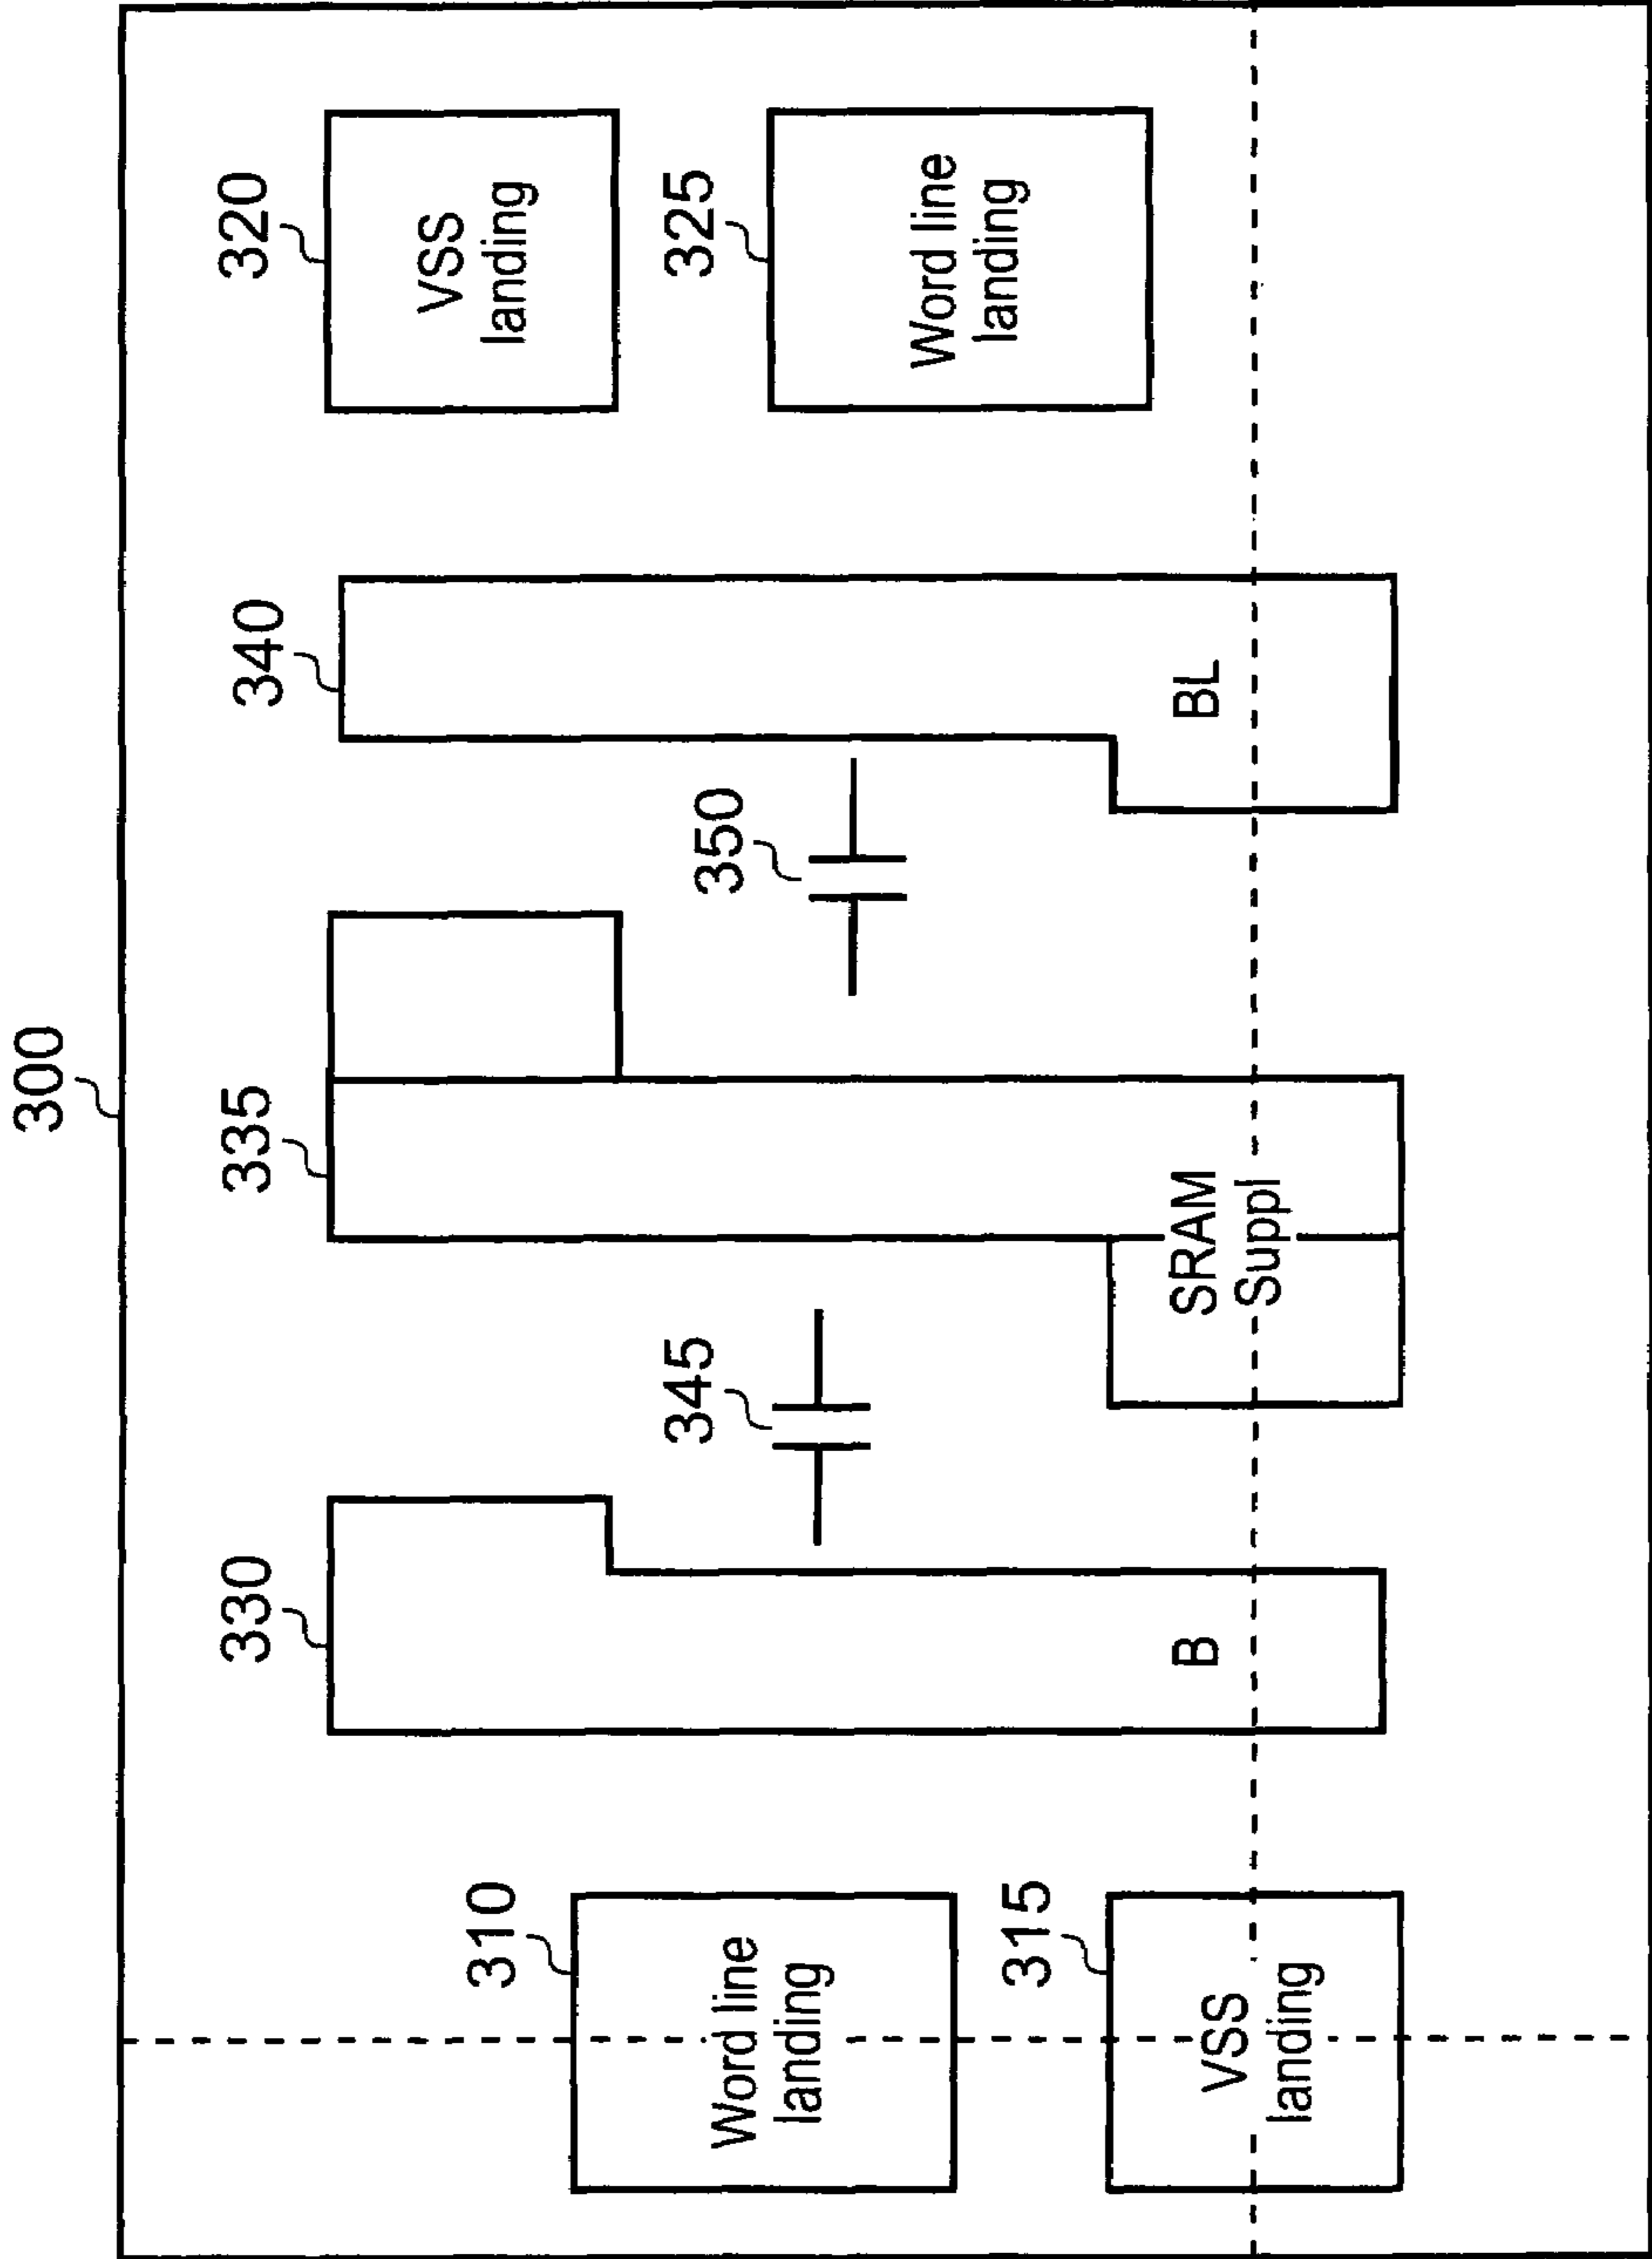 300
330
335
340
320
VSS
landing
310
Word line
landing
345
350
325
Word line
landing
315
VSS
landing
B
SRAM
Suppl
BL